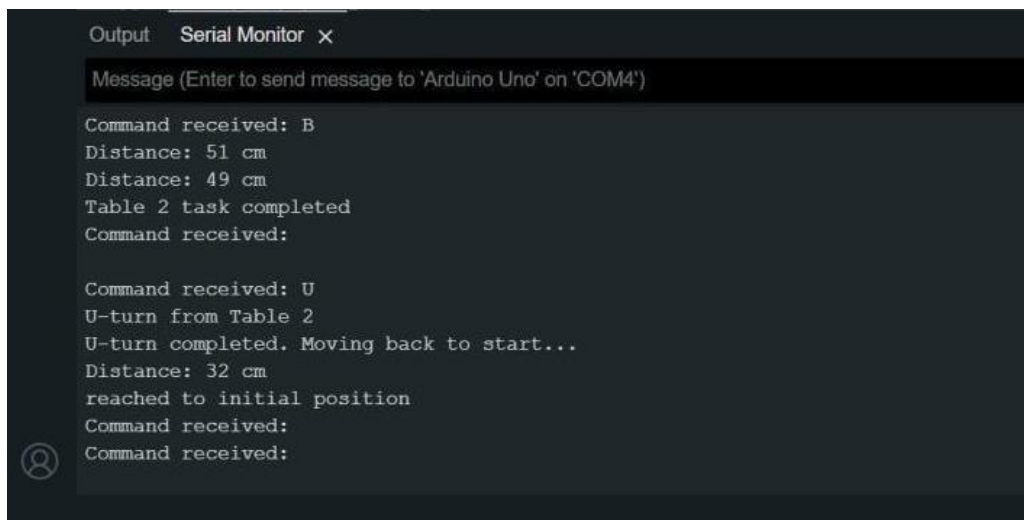 Output Serial Monitor ×
Message (Enter to send message to 'Arduino Uno' on 'COM4')
Command received: B
Distance: 51 cm
Distance: 49 cm
Table 2 task completed
Command received:
Command received: U
U-turn from Table 2
U-turn completed. Moving back to start...
Distance: 32 cm
reached to initial position
Command received:
Command received: